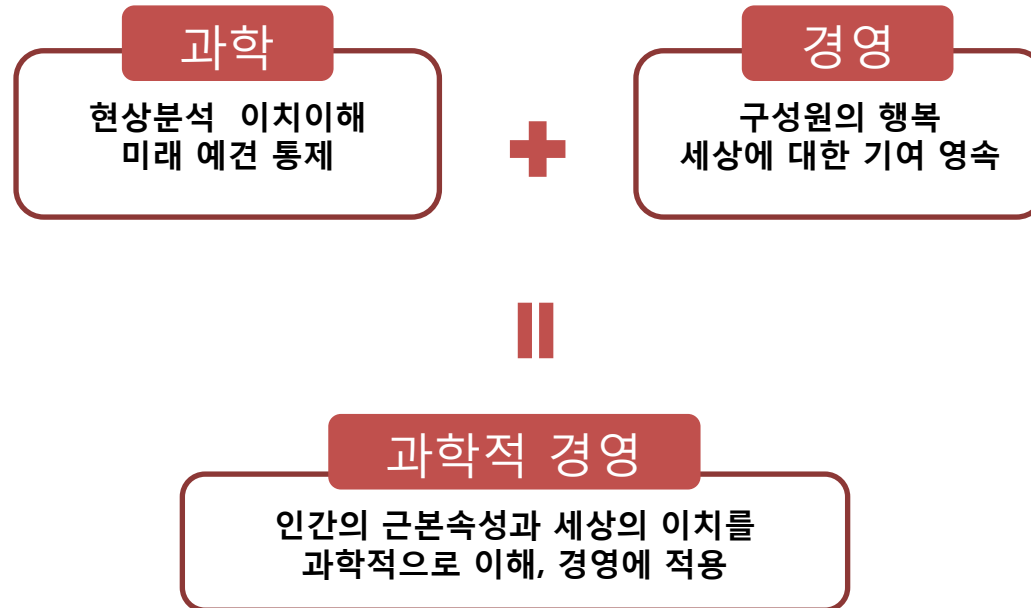 과학
현상분석  이치이해
미래 예견 통제
경영
구성원의 행복
세상에 대한 기여 영속
과학적 경영
인간의 근본속성과 세상의 이치를
과학적으로 이해, 경영에 적용